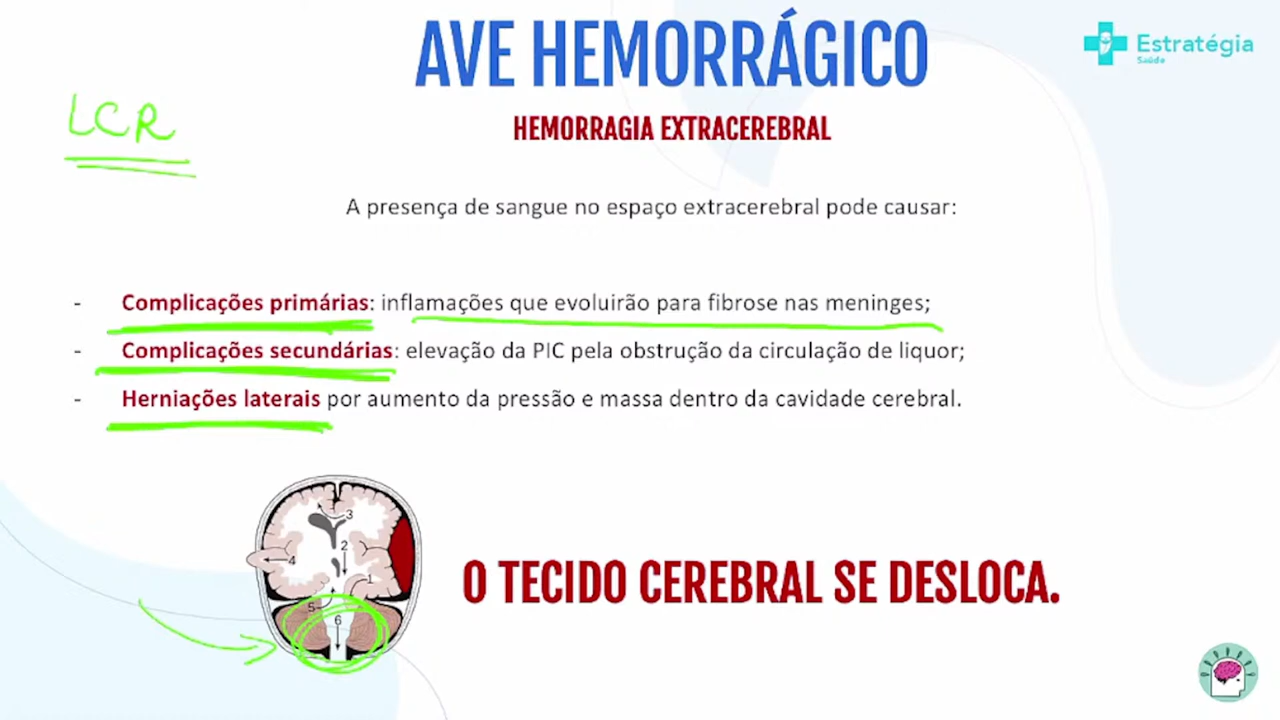 AVE HEMORRÁGICO
Estratégia
Saúde
LCR
HEMORRAGIA EXTRACEREBRAL
A presença de sangue no espaço extracerebral pode causar:
- Complicações primárias: inflamações que evoluirão para fibrose nas meninges;
- Complicações secundárias: elevação da PIC pela obstrução da circulação de liquor;
- Herniações laterais por aumento da pressão e massa dentro da cavidade cerebral.
3
2
4
1
5
6
O TECIDO CEREBRAL SE DESLOCA.